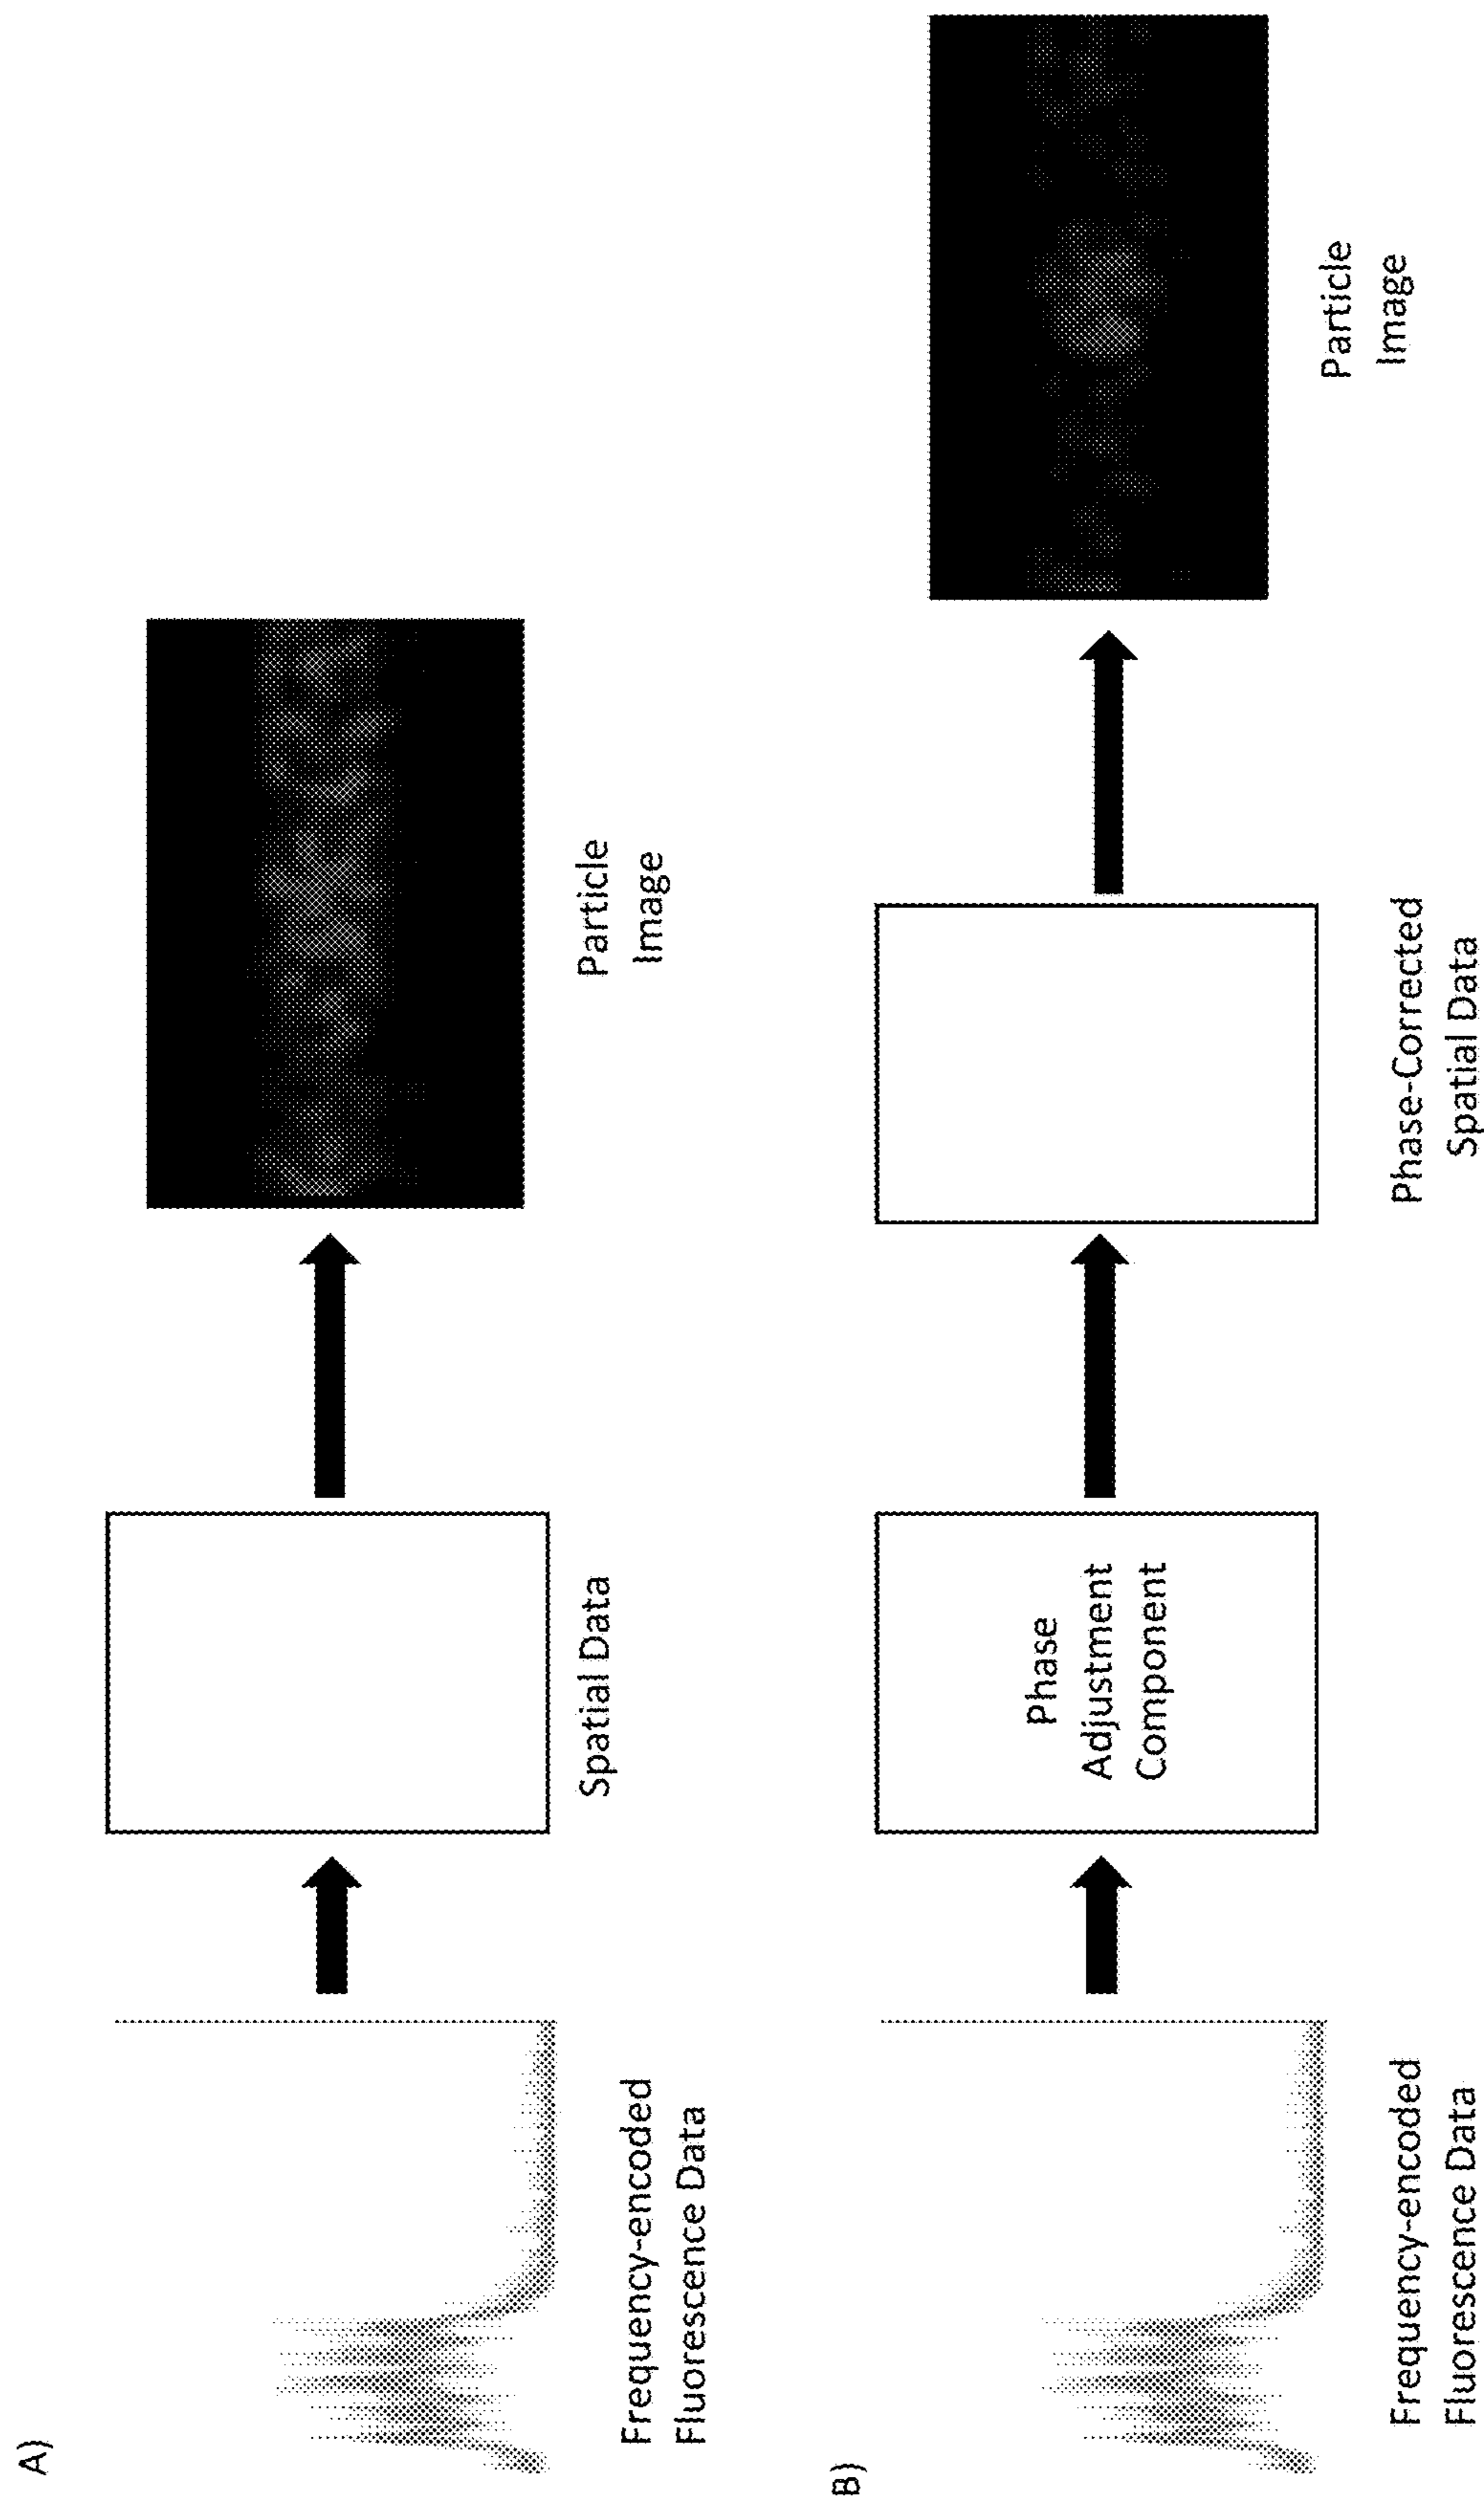 A)
Frequency-encoded
Fluorescence Data
Spatial Data
Particle
Image
B)
Frequency-encoded
Fluorescence Data
Phase
Adjustment
Component
Phase-Corrected
Spatial Data
Particle
Image